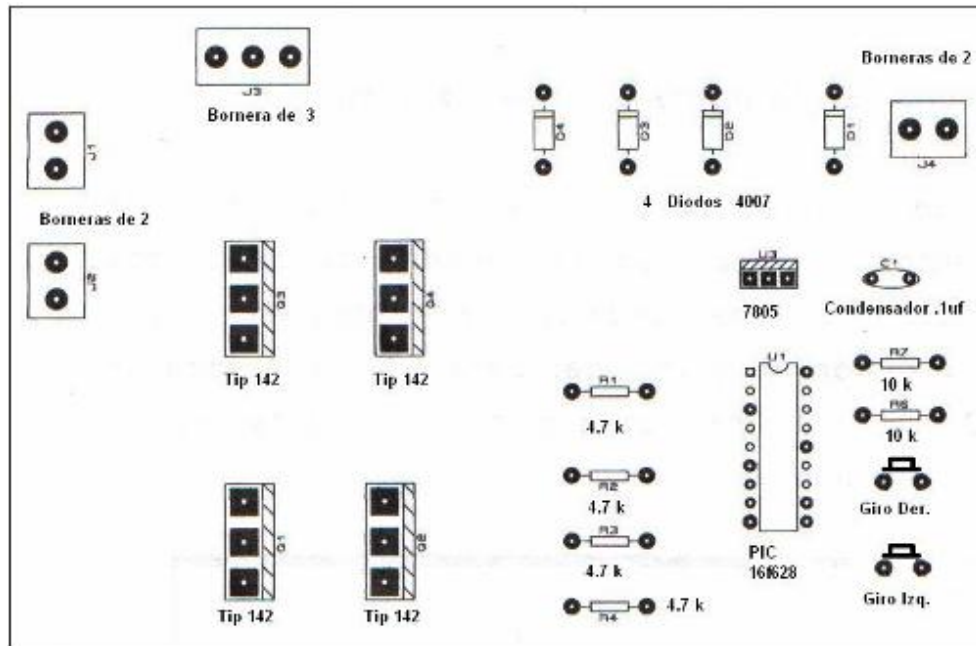 J3
Bornera de 3
Borneras de 2
J1
D4
D3
D2
D1
J4
4 Diodos 4007
Borneras de 2
J2
Q3
Q4
U3
C1
7805
Condensador .1uf
Tip 142
Tip 142
U1
R7
10 k
R1
4.7 k
R6
10 k
R2
4.7 k
Giro Der.
Q1
Q2
R3
4.7 k
PIC
16f628
Giro Izq.
Tip 142
Tip 142
R4
4.7 k